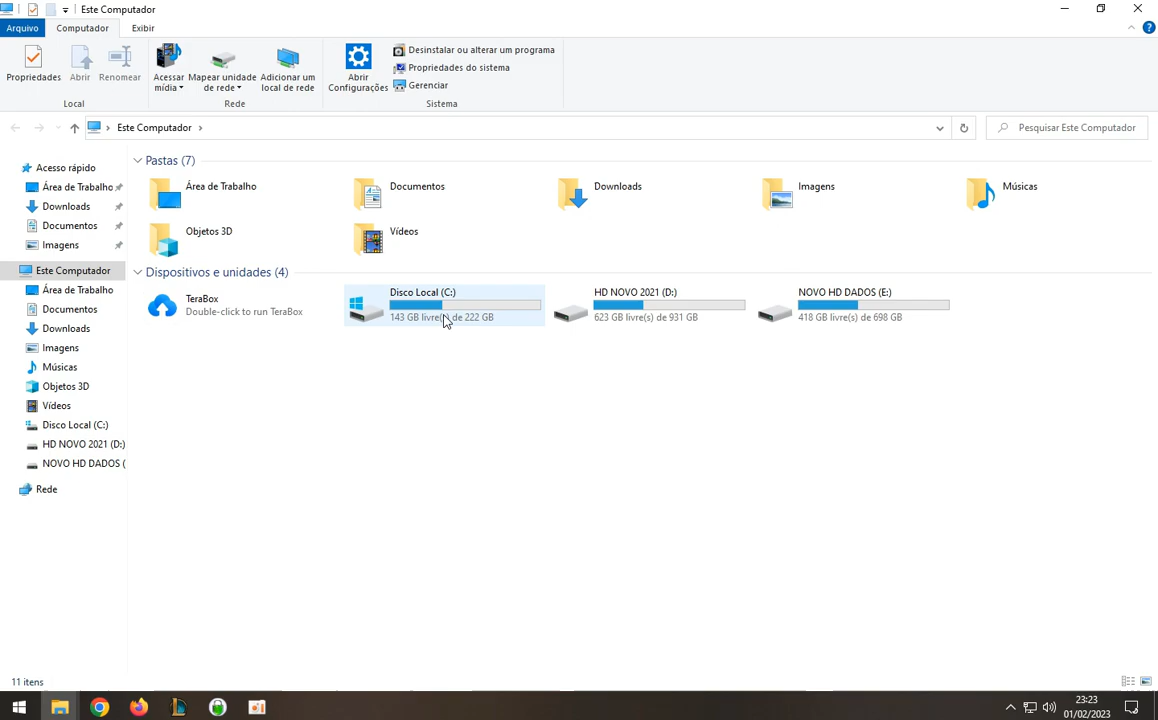 Este Computador
Arquivo Computador Exibir
Propriedades
Abrir
Renomear
Local
Acessar mídia
Mapear unidade de rede
Adicionar um local de rede
Rede
Abrir Configurações
Desinstalar ou alterar um programa
Propriedades do sistema
Gerenciar
Sistema
Este Computador
Pesquisar Este Computador
Acesso rápido
Área de Trabalho
Downloads
Documentos
Imagens
Este Computador
Área de Trabalho
Documentos
Downloads
Imagens
Músicas
Objetos 3D
Vídeos
Disco Local (C:)
HD NOVO 2021 (D:)
NOVO HD DADOS (
Rede
Pastas (7)
Área de Trabalho
Documentos
Downloads
Imagens
Músicas
Objetos 3D
Vídeos
Dispositivos e unidades (4)
TeraBox
Double-click to run TeraBox
Disco Local (C:)
143 GB livre(s) de 222 GB
HD NOVO 2021 (D:)
623 GB livre(s) de 931 GB
NOVO HD DADOS (E:)
418 GB livre(s) de 698 GB
11 itens
23:23
01/02/2023